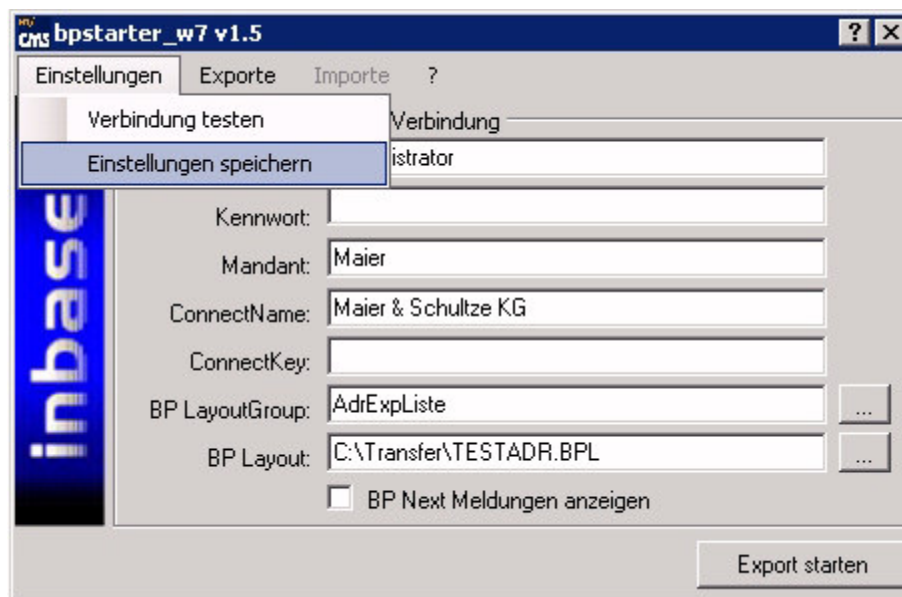 CMS bpstarter_w7 v1.5
Einstellungen Exporte Importe ?
Verbindung testen
Einstellungen speichern
Verbindung
istrator
Kennwort:
Mandant: Maier
ConnectName: Maier & Schultze KG
ConnectKey:
BP LayoutGroup: AdrExpListe ...
BP Layout: C:\Transfer\TESTADR.BPL ...
BP Next Meldungen anzeigen
Export starten
inbase